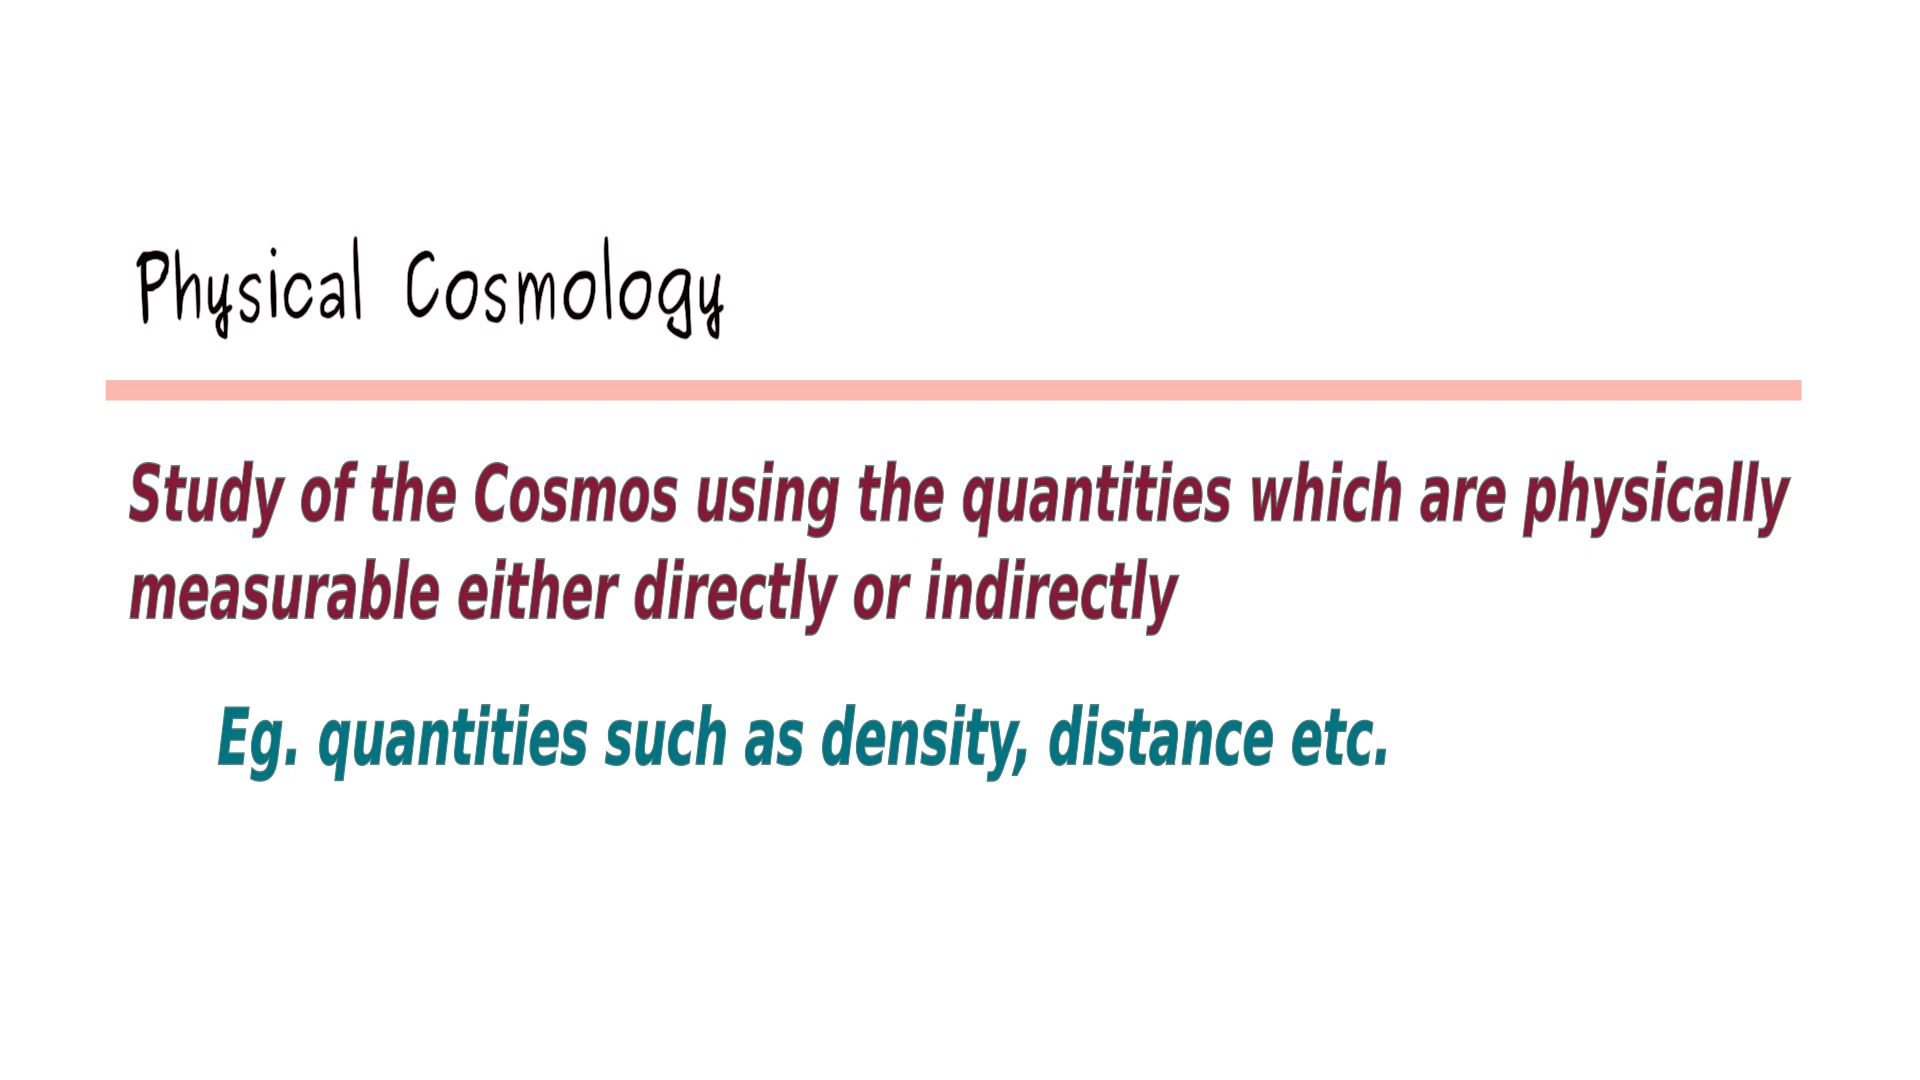 Physical Cosmology
Study of the Cosmos using the quantities which are physically
measurable either directly or indirectly
Eg. quantities such as density, distance etc.